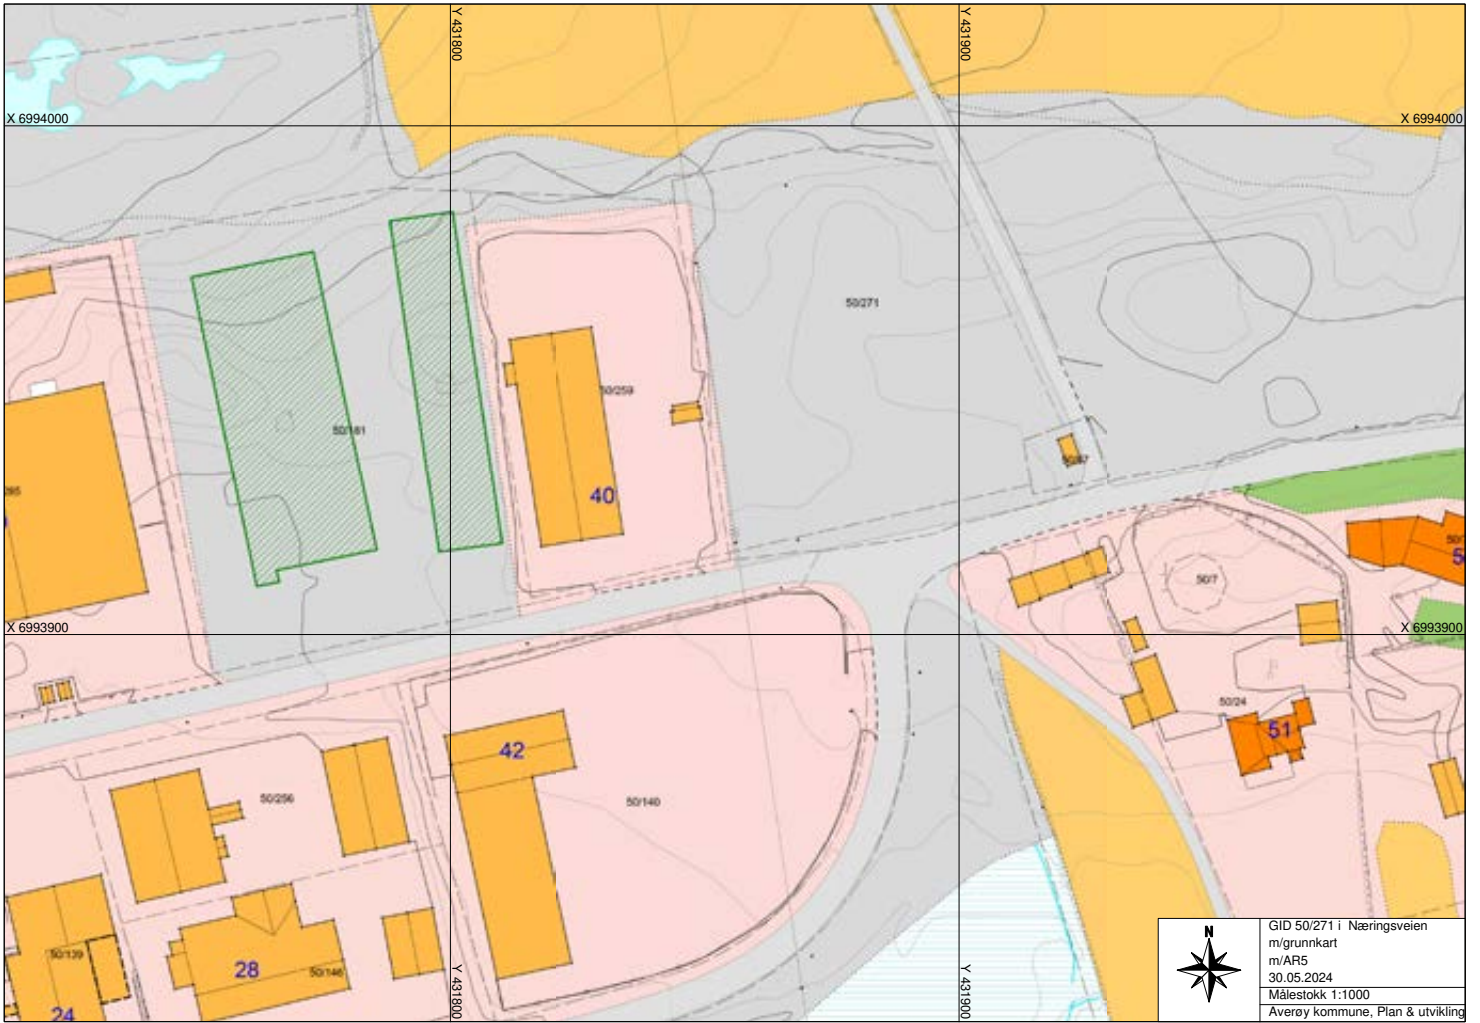 Y 431800
Y 431900
X 6994000
X 6994000
50/271
50/259
50/181
40
X 6993900
X 6993900
50/7
50/24
51
42
50/256
50/140
50/139
28
50/146
24
Y 431800
Y 431900
N
GID 50/271 i Næringsveien
m/grunnkart
m/AR5
30.05.2024
Målestokk 1:1000
Averøy kommune, Plan & utvikling